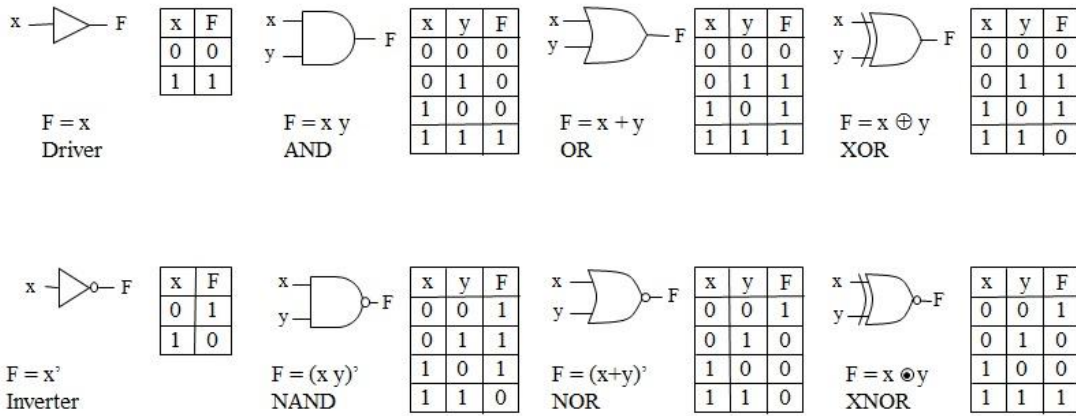 x F
x F
0 0
1 1
F = x
Driver
x y F
x y F
0 0 0
0 1 0
1 0 0
1 1 1
F = x y
AND
x y F
x y F
0 0 0
0 1 1
1 0 1
1 1 1
F = x + y
OR
x y F
x y F
0 0 0
0 1 1
1 0 1
1 1 0
F = x ⊕ y
XOR
x F
x F
0 1
1 0
F = x’
Inverter
x y F
x y F
0 0 1
0 1 1
1 0 1
1 1 0
F = (x y)’
NAND
x y F
x y F
0 0 1
0 1 0
1 0 0
1 1 0
F = (x+y)’
NOR
x y F
x y F
0 0 1
0 1 0
1 0 0
1 1 1
F = x ⊙ y
XNOR